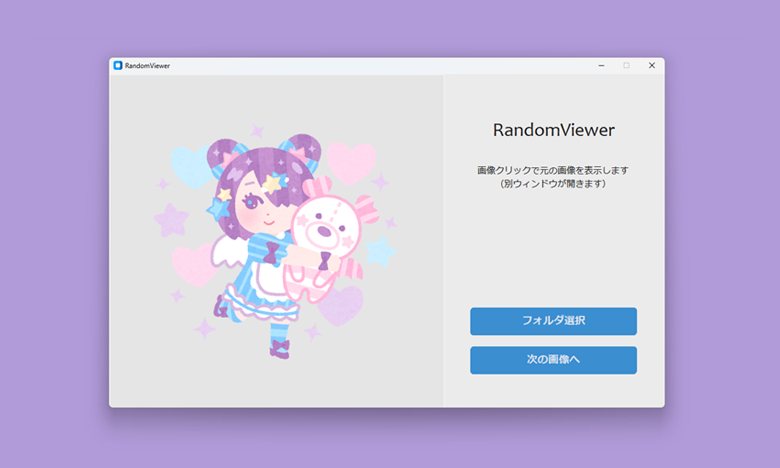 RandomViewer
RandomViewer
画像クリックで元の画像を表示します
（別ウィンドウが開きます）
フォルダ選択
次の画像へ